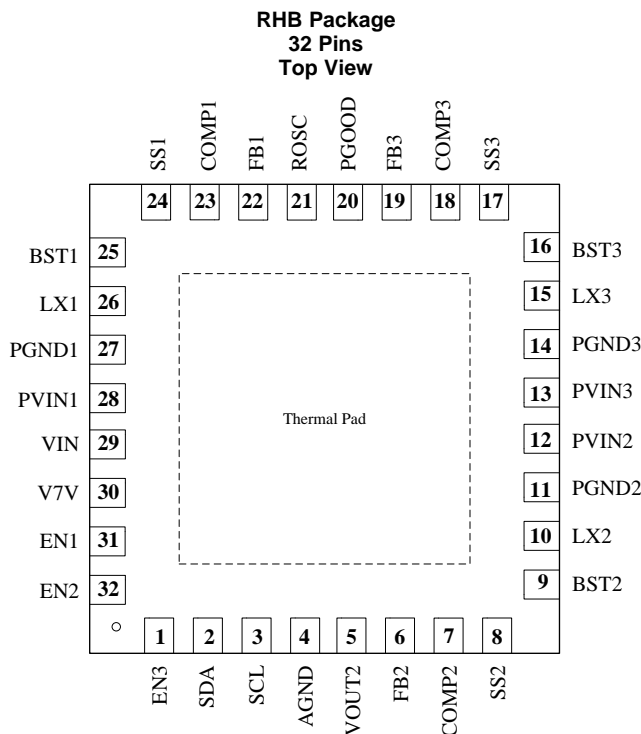 RHB Package
32 Pins
Top View
SS1
COMP1
FB1
ROSC
PGOOD
FB3
COMP3
SS3
24 23 22 21 20 19 18 17
BST1 25
LX1 26
PGND1 27
PVIN1 28
VIN 29
V7V 30
EN1 31
EN2 32
16 BST3
15 LX3
14 PGND3
13 PVIN3
12 PVIN2
11 PGND2
10 LX2
9 BST2
Thermal Pad
1 2 3 4 5 6 7 8
EN3
SDA
SCL
AGND
VOUT2
FB2
COMP2
SS2